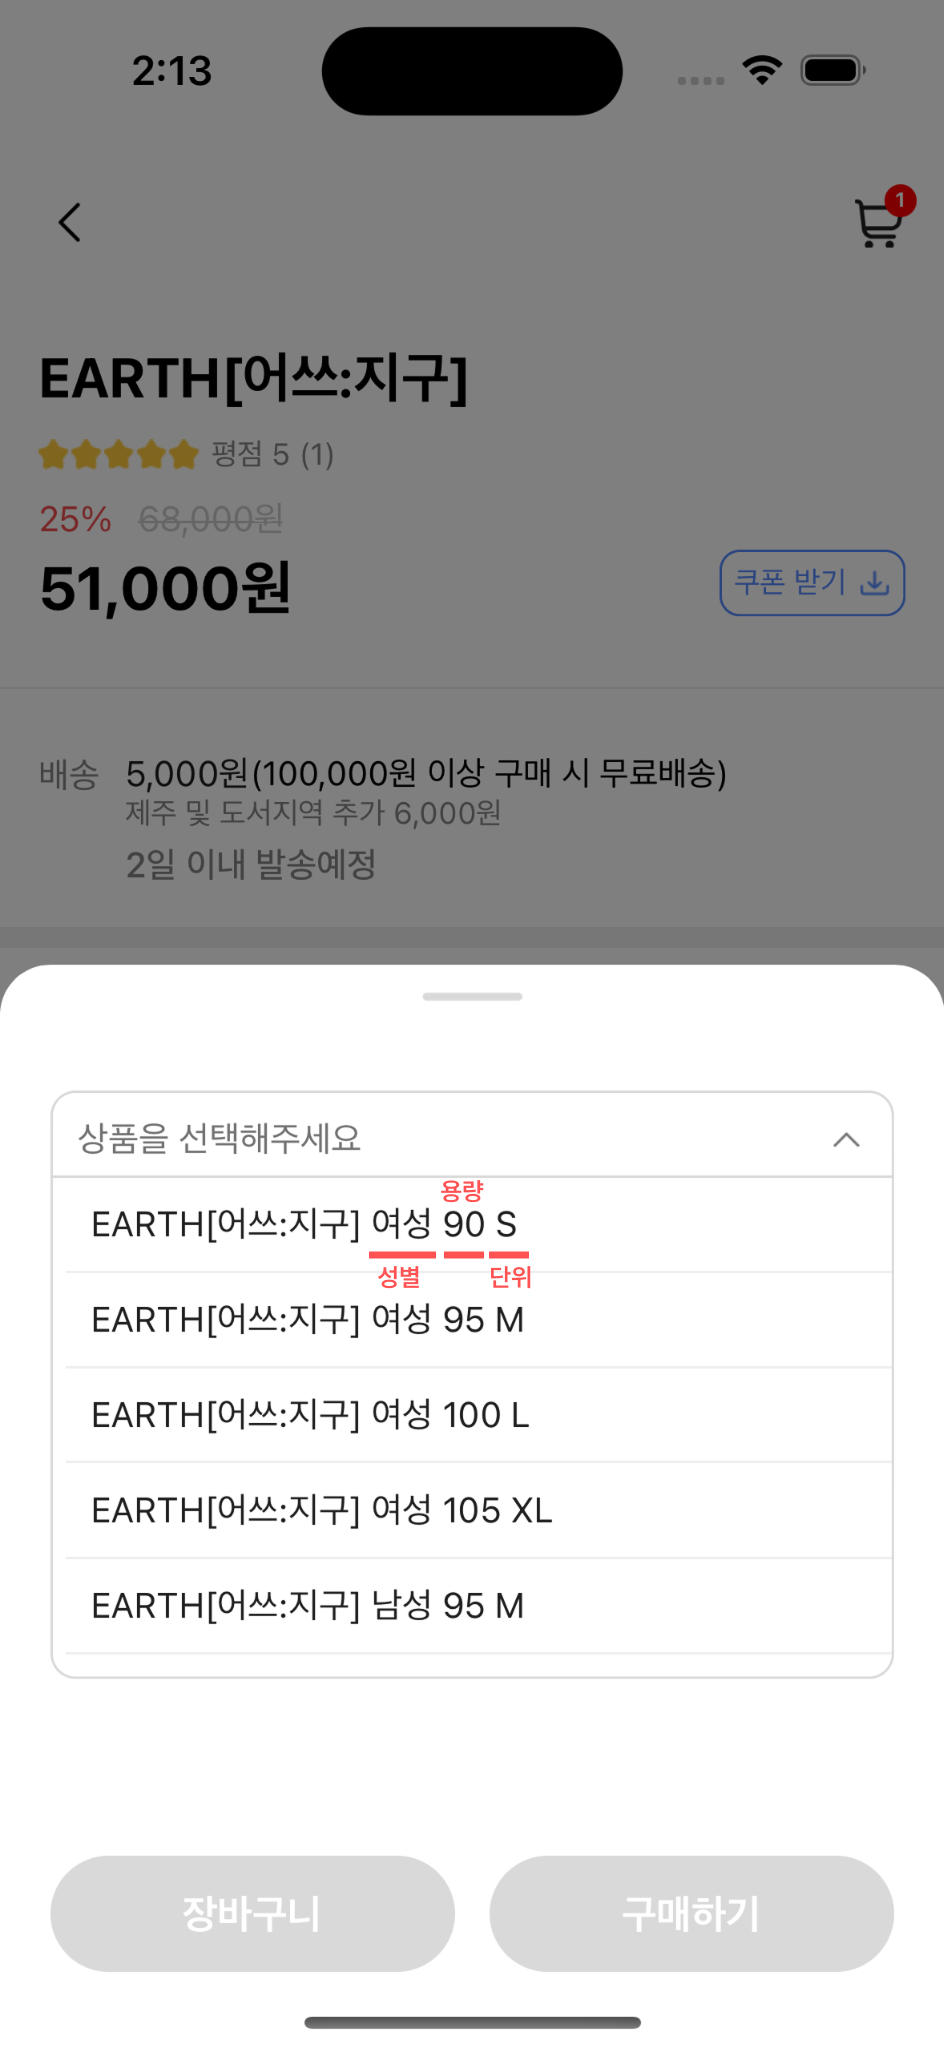 2:13
1
EARTH[어쓰:지구]
평점 5 (1)
25% 68,000원
51,000원
쿠폰 받기
배송 5,000원(100,000원 이상 구매 시 무료배송)
제주 및 도서지역 추가 6,000원
2일 이내 발송예정
상품을 선택해주세요
용량
EARTH[어쓰:지구] 여성 90 S
성별 단위
EARTH[어쓰:지구] 여성 95 M
EARTH[어쓰:지구] 여성 100 L
EARTH[어쓰:지구] 여성 105 XL
EARTH[어쓰:지구] 남성 95 M
장바구니 구매하기